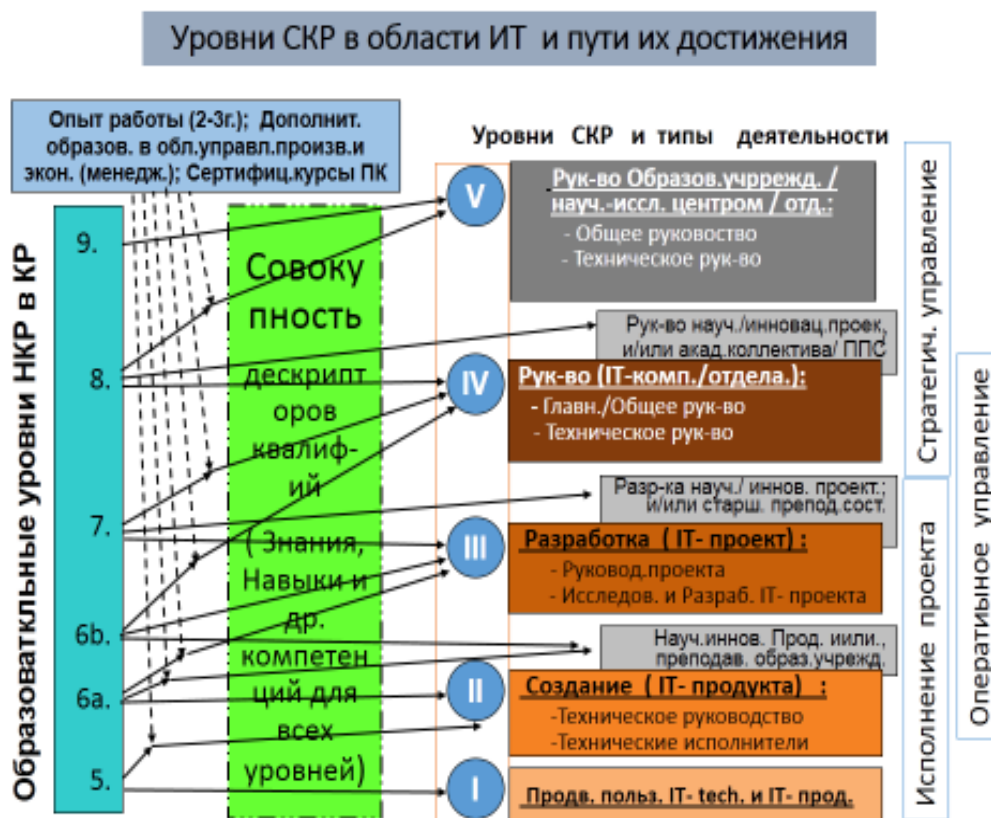 Уровни СКР в области ИТ и пути их достижения
Опыт работы (2-3г.); Дополнит.
образов. в обл.управл.произв.и
экон. (менедж.); Сертифиц.курсы ПК
Уровни СКР и типы деятельности
Образоваткльные уровни НКР в КР
9.
8.
7.
6b.
6a.
5.
Совоку
пность
дескрипт
оров
квалиф-
ий
( Знания,
Навыки и
др.
компетен
ций для
всех
уровней)
V
Рук-во Образов.учррежд. /
науч.-иссл. центром / отд.:
- Общее руковоство
- Техническое рук-во
Рук-во науч./инновац.проек,
и/или акад.коллектива/ ППС
IV
Рук-во (IT-комп./отдела.):
- Главн./Общее рук-во
- Техническое рук-во
Разр-ка науч./ иннов. проект.;
и/или старш. препод.сост.
III
Разработка ( IT- проект) :
- Руковод.проекта
- Исследов. и Разраб. IT- проекта
Науч.иннов. Прод. иили.,
преподав. образ.учрежд.
II
Создание ( IT- продукта) :
-Техническое руководство
-Технические исполнители
I
Продв. польз. IT- tech. и IT- прод.
Стратегич. управление
Исполнение проекта
Оперативное управление